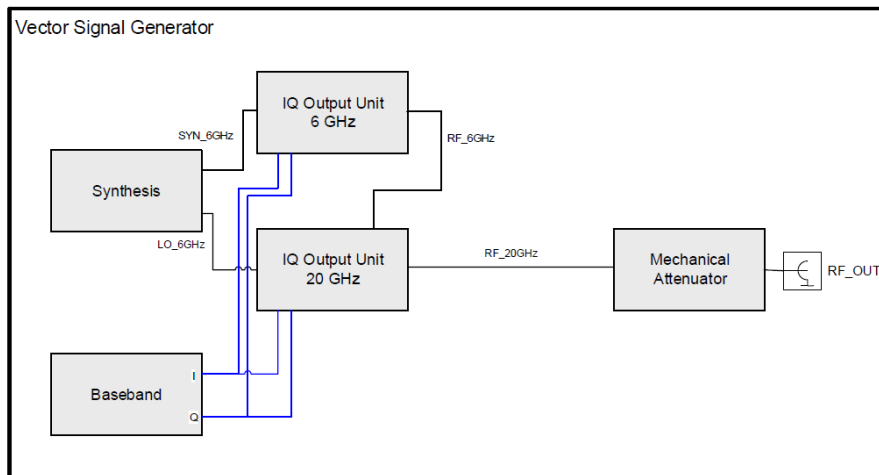 Vector Signal Generator
IQ Output Unit
6 GHz
SYN_6GHz
RF_6GHz
Synthesis
LO_6GHz
IQ Output Unit
20 GHz
RF_20GHz
Mechanical
Attenuator
RF_OUT
Baseband
I
Q